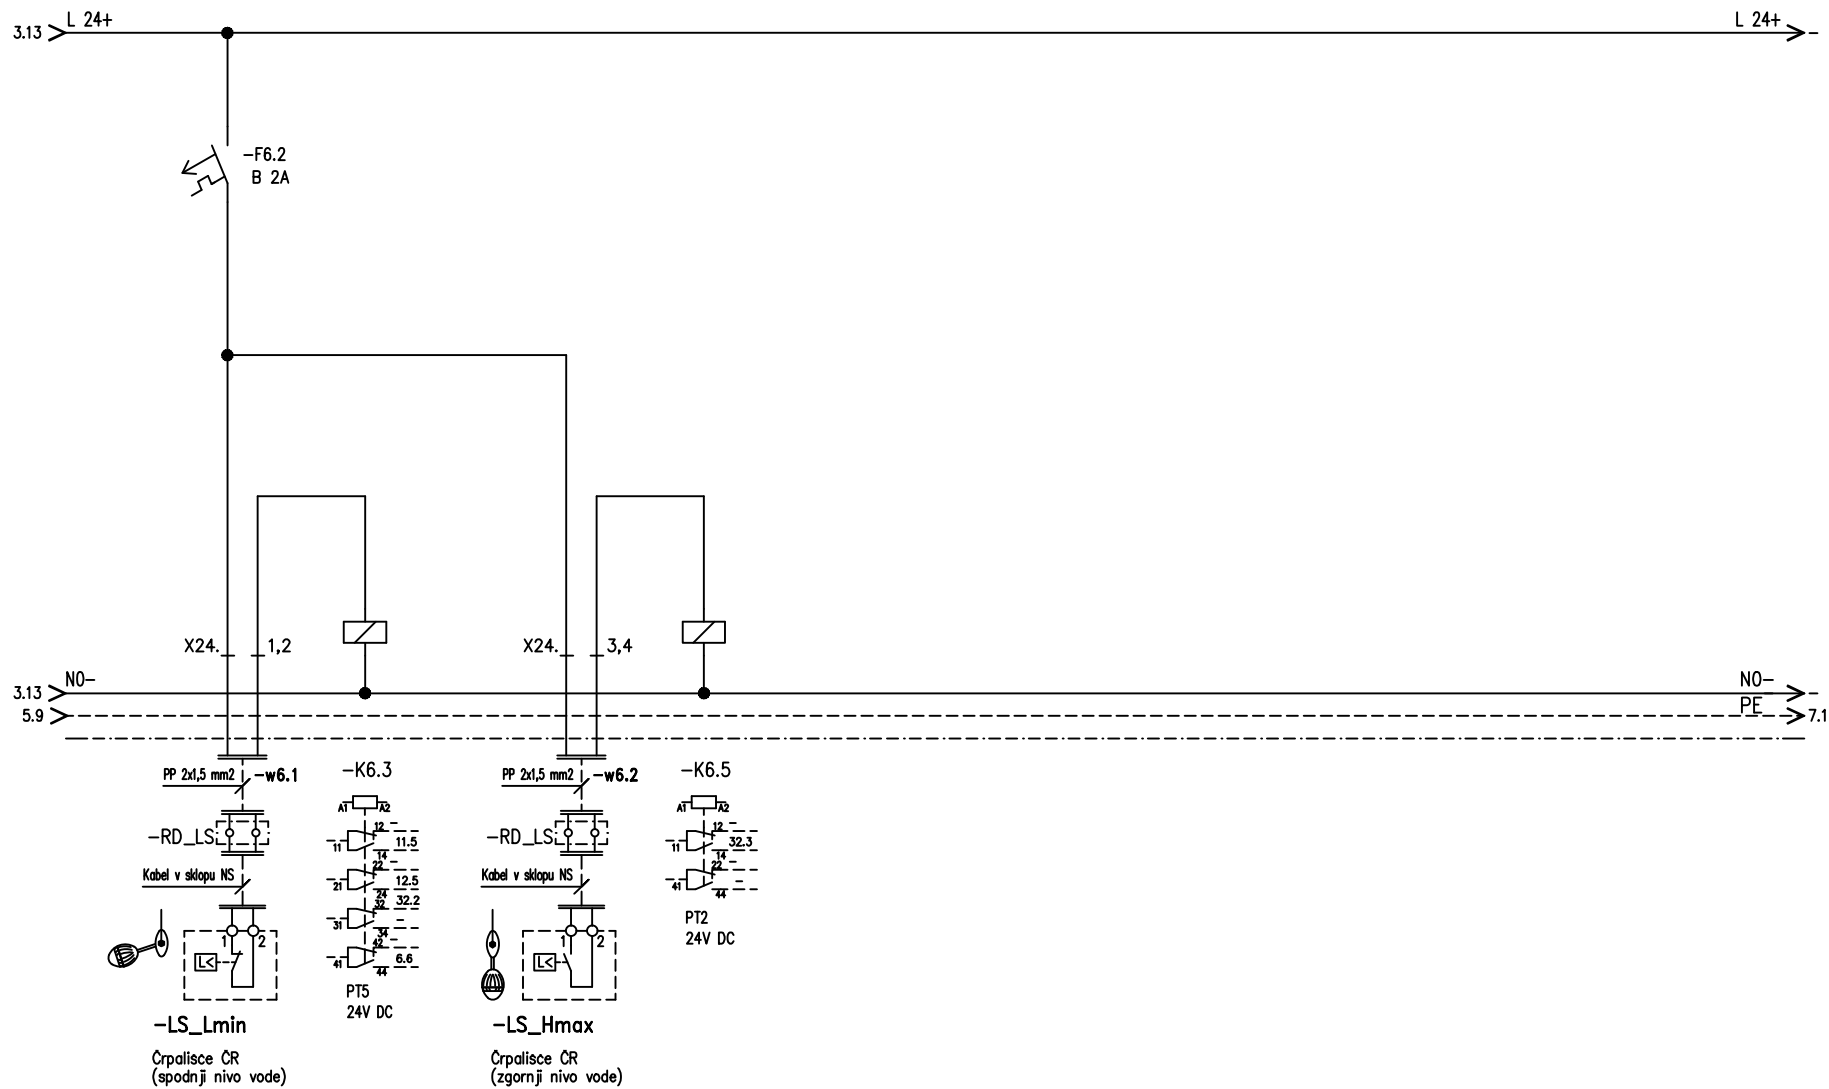 L 24+
L 24+
3.13
-
-F6.2
B 2A
X24.
1,2
X24.
3,4
NO-
NO-
3.13
-
PE
5.9
7.1
PP 2x1,5 mm2
-w6.1
-K6.3
PP 2x1,5 mm2
-w6.2
-K6.5
A1
A2
A1
A2
-RD_LS
12
-
11.5
11
14
-RD_LS
12
-
32.3
11
14
Kabel v sklopu NS
22
-
12.5
21
24
Kabel v sklopu NS
22
-
-
41
44
32
32.2
-
31
34
PT2
24V DC
1
2
L<
42
-
6.6
41
44
1
2
L<
PT5
24V DC
-LS_Lmin
-LS_Hmax
Črpalisce ČR
(spodnji nivo vode)
Črpalisce ČR
(zgornji nivo vode)